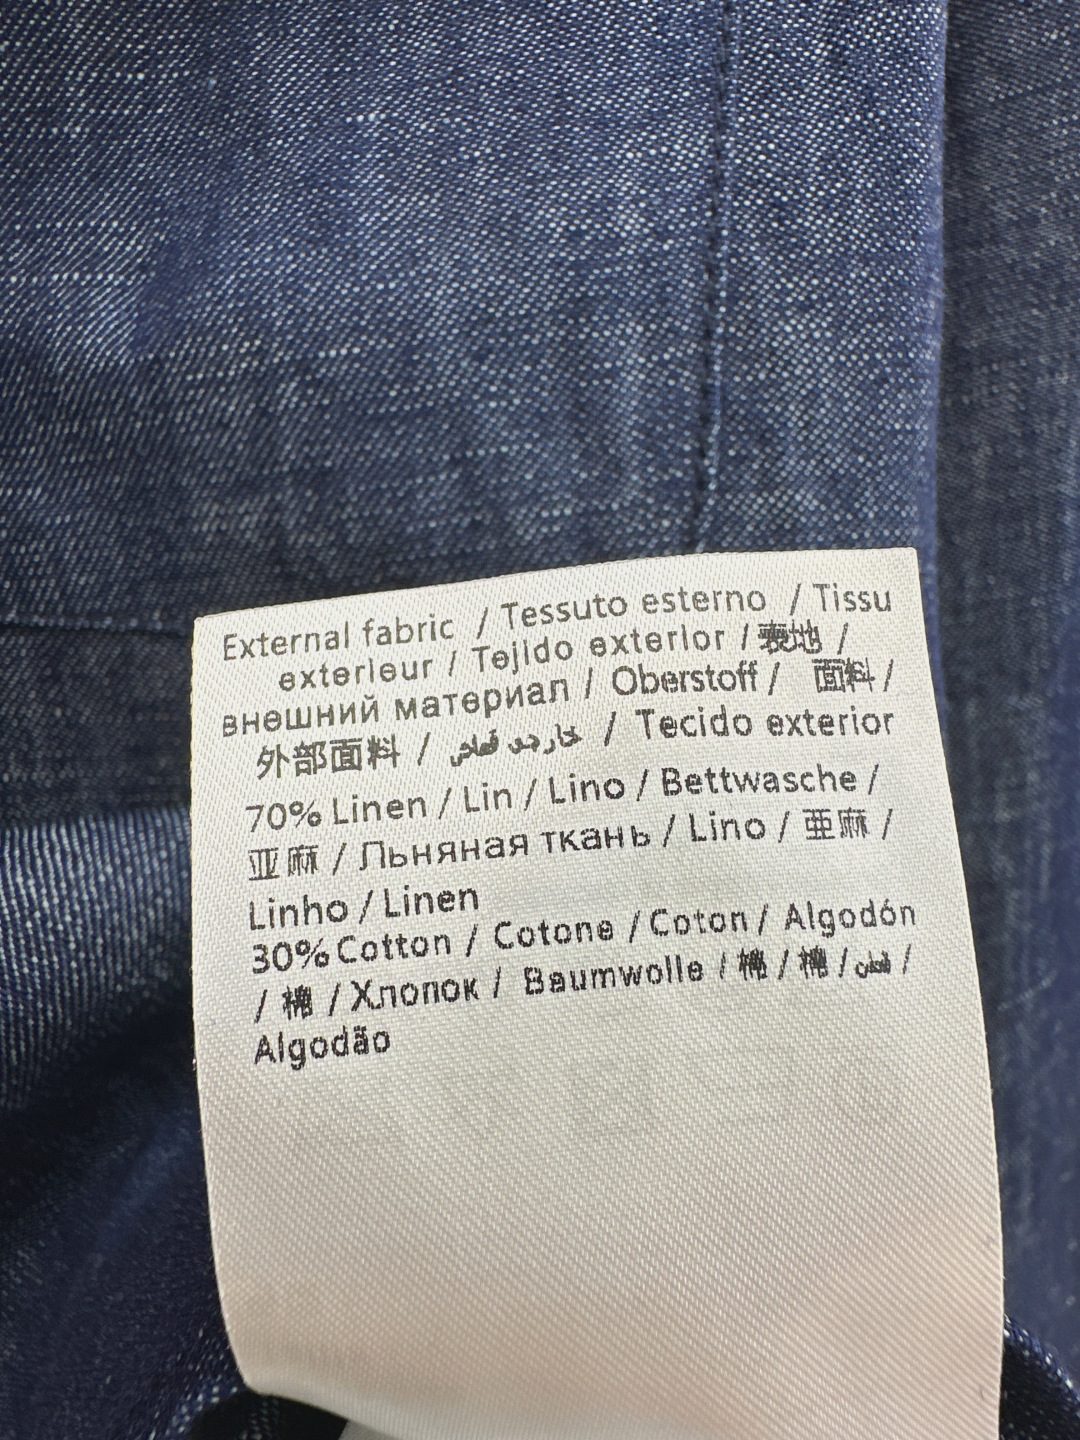 External fabric / Tessuto esterno / Tissu
exterieur / Tejido exterior / 表地 /
внешний материал / Oberstoff / 面料 /
外部面料 / خارجي قماش / Tecido exterior
70% Linen / Lin / Lino / Bettwasche /
亚麻 / Льняная ткань / Lino / 亜麻 /
Linho / Linen
30% Cotton / Cotone / Coton / Algodón
/ 棉 / Хлопок / Baumwolle / 棉 / 棉 / قطن /
Algodão